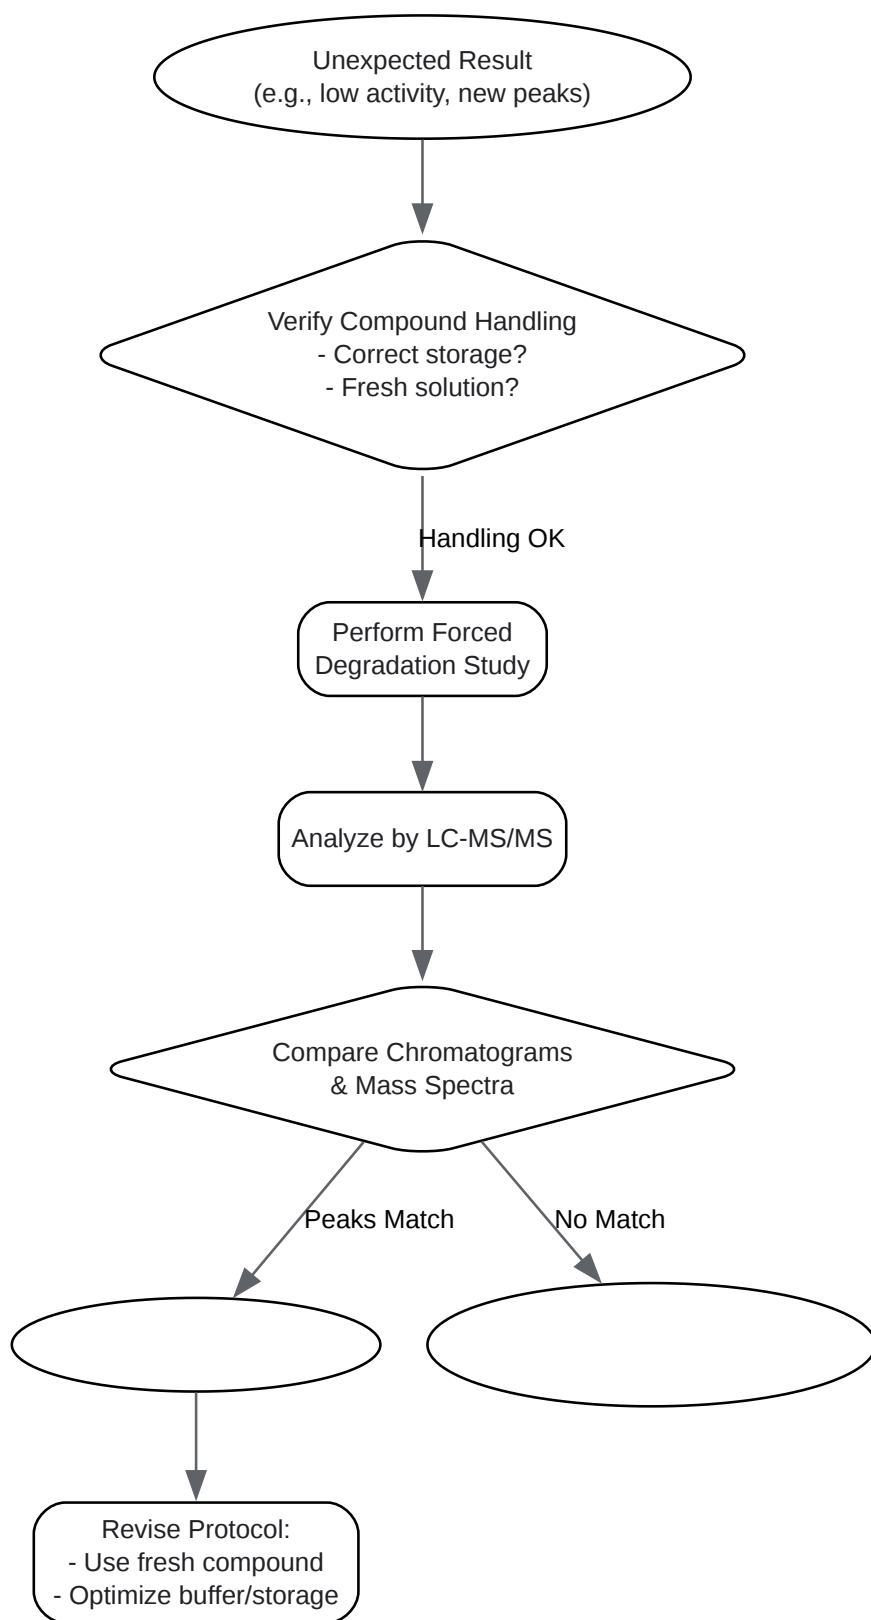 Unexpected Result
(e.g., low activity, new peaks)
Verify Compound Handling
- Correct storage?
- Fresh solution?
Handling OK
Perform Forced
Degradation Study
Analyze by LC-MS/MS
Compare Chromatograms
& Mass Spectra
Peaks Match
No Match
Revise Protocol:
- Use fresh compound
- Optimize buffer/storage